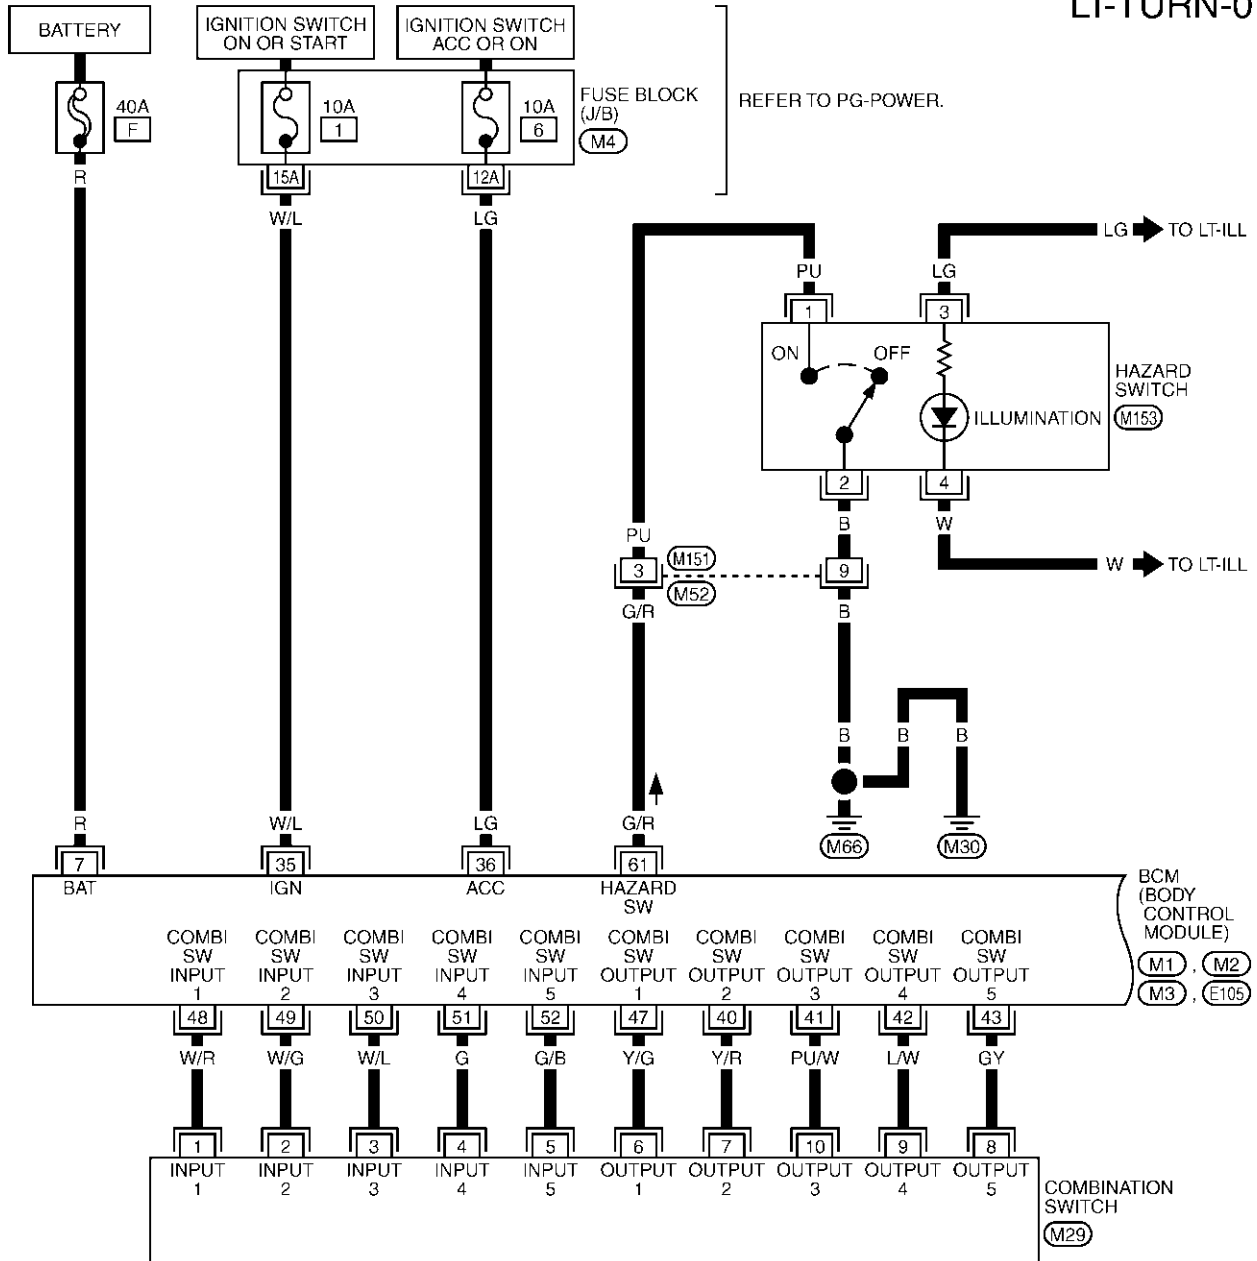 LT-TURN-0
BATTERY
IGNITION SWITCH
ON OR START
IGNITION SWITCH
ACC OR ON
40A
F
10A
1
10A
6
FUSE BLOCK
(J/B)
M4
REFER TO PG-POWER.
R
15A
12A
W/L
LG
LG
TO LT-ILL
PU
LG
1
3
ON
OFF
HAZARD
SWITCH
M153
ILLUMINATION
2
4
B
W
PU
3
M151
M52
9
W
TO LT-ILL
G/R
B
B
B
B
R
W/L
LG
G/R
M66
M30
7
35
36
61
BAT
IGN
ACC
HAZARD
SW
BCM
(BODY
CONTROL
MODULE)
M1 , M2
M3 , E105
COMBI
SW
INPUT
1
COMBI
SW
INPUT
2
COMBI
SW
INPUT
3
COMBI
SW
INPUT
4
COMBI
SW
INPUT
5
COMBI
SW
OUTPUT
1
COMBI
SW
OUTPUT
2
COMBI
SW
OUTPUT
3
COMBI
SW
OUTPUT
4
COMBI
SW
OUTPUT
5
48
49
50
51
52
47
40
41
42
43
W/R
W/G
W/L
G
G/B
Y/G
Y/R
PU/W
L/W
GY
1
2
3
4
5
6
7
10
9
8
INPUT
1
INPUT
2
INPUT
3
INPUT
4
INPUT
5
OUTPUT
1
OUTPUT
2
OUTPUT
3
OUTPUT
4
OUTPUT
5
COMBINATION
SWITCH
M29